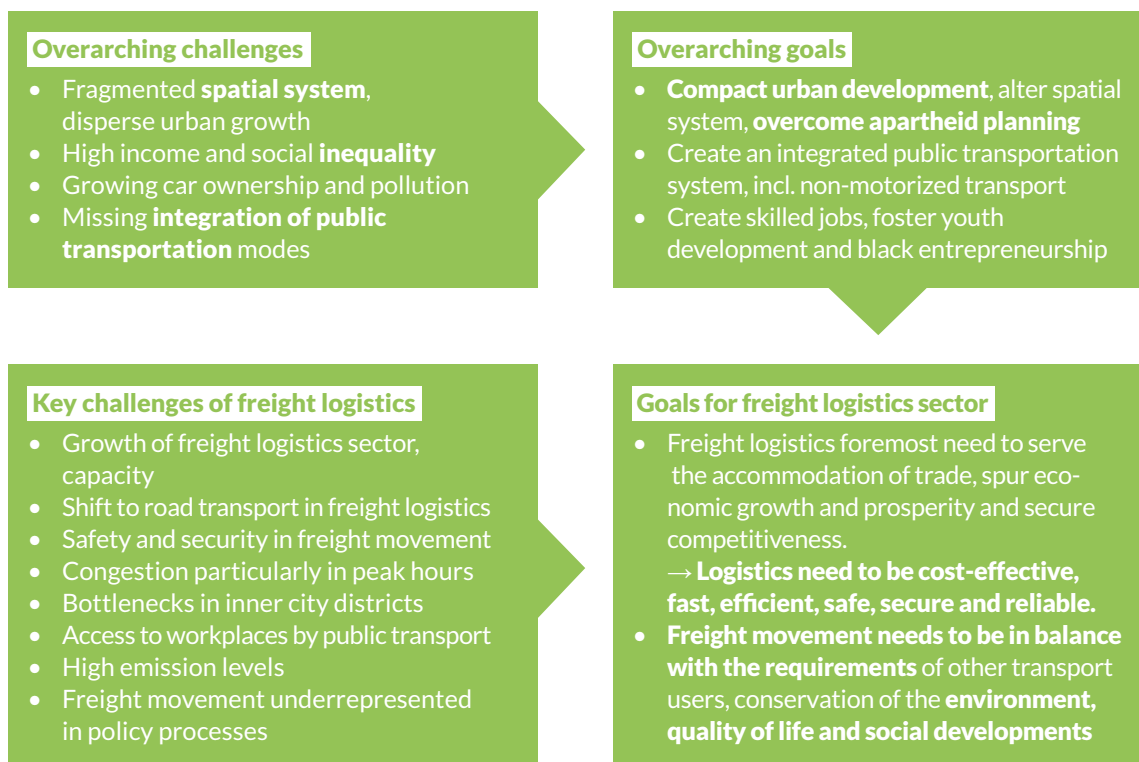 Overarching challenges
• Fragmented spatial system,
disperse urban growth
• High income and social inequality
• Growing car ownership and pollution
• Missing integration of public
transportation modes
Overarching goals
• Compact urban development, alter spatial
system, overcome apartheid planning
• Create an integrated public transportation
system, incl. non-motorized transport
• Create skilled jobs, foster youth
development and black entrepreneurship
Key challenges of freight logistics
• Growth of freight logistics sector,
capacity
• Shift to road transport in freight logistics
• Safety and security in freight movement
• Congestion particularly in peak hours
• Bottlenecks in inner city districts
• Access to workplaces by public transport
• High emission levels
• Freight movement underrepresented
in policy processes
Goals for freight logistics sector
• Freight logistics foremost need to serve
the accommodation of trade, spur eco-
nomic growth and prosperity and secure
competitiveness.
→ Logistics need to be cost-effective,
fast, efficient, safe, secure and reliable.
• Freight movement needs to be in balance
with the requirements of other transport
users, conservation of the environment,
quality of life and social developments